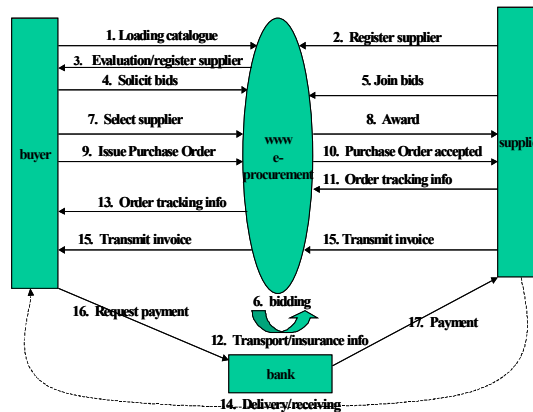 1. Loading catalogue
2. Register supplier
3. Evaluation/register supplier
4. Solicit bids
5. Join bids
7. Select supplier
8. Award
www
e-
procurement
buyer
supplie
9. Issue Purchase Order
10. Purchase Order accepted
11. Order tracking info
13. Order tracking info
15. Transmit invoice
15. Transmit invoice
6. bidding
16. Request payment
17. Payment
12. Transport/insurance info
bank
14. Delivery/receiving